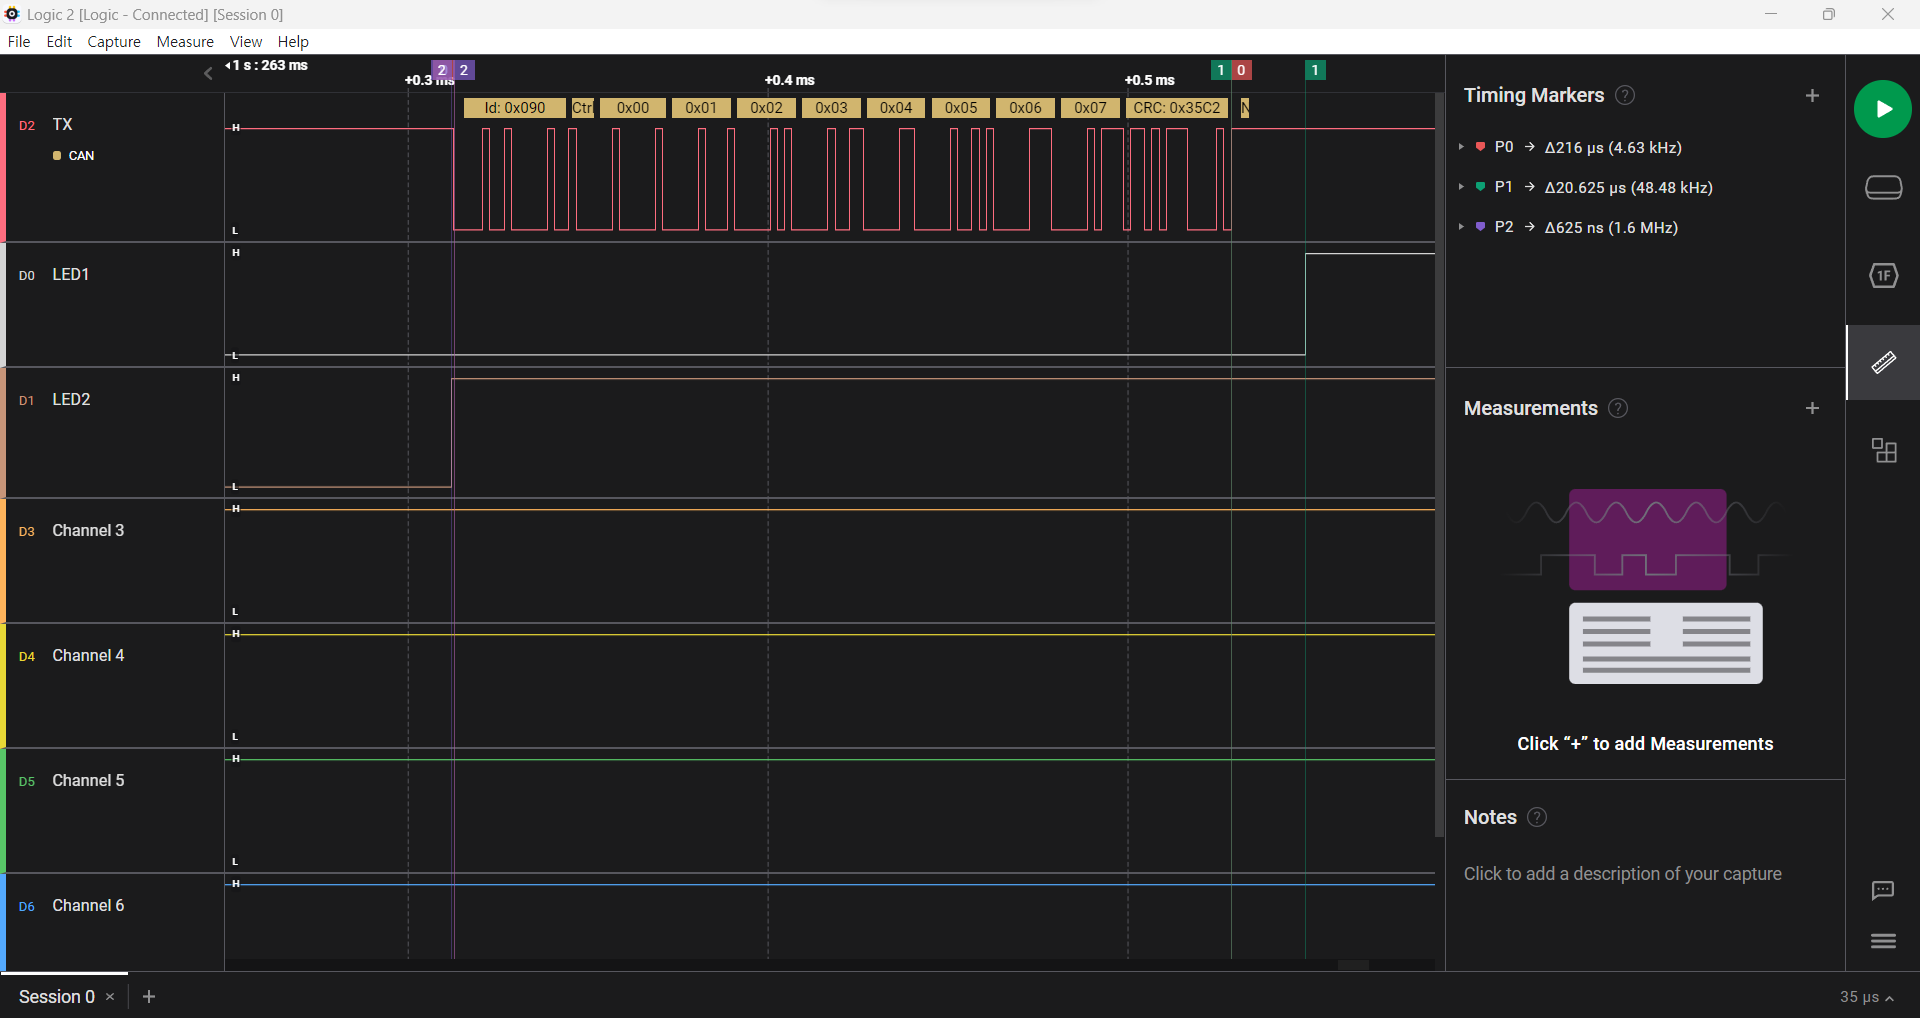 Logic 2 [Logic - Connected] [Session 0]
File Edit Capture Measure View Help
1 s : 263 ms
+0.3 ms
2 2
+0.4 ms
+0.5 ms
1 0
1
Id: 0x090 Ctrl 0x00 0x01 0x02 0x03 0x04 0x05 0x06 0x07 CRC: 0x35C2 N
D2 TX
CAN
H
L
D0 LED1
H
L
D1 LED2
H
L
D3 Channel 3
H
L
D4 Channel 4
H
L
D5 Channel 5
H
L
D6 Channel 6
H
Timing Markers ? +
P0 → Δ216 µs (4.63 kHz)
P1 → Δ20.625 µs (48.48 kHz)
P2 → Δ625 ns (1.6 MHz)
Measurements ? +
Click “+” to add Measurements
Notes ?
Click to add a description of your capture
1F
Session 0 × +
35 µs